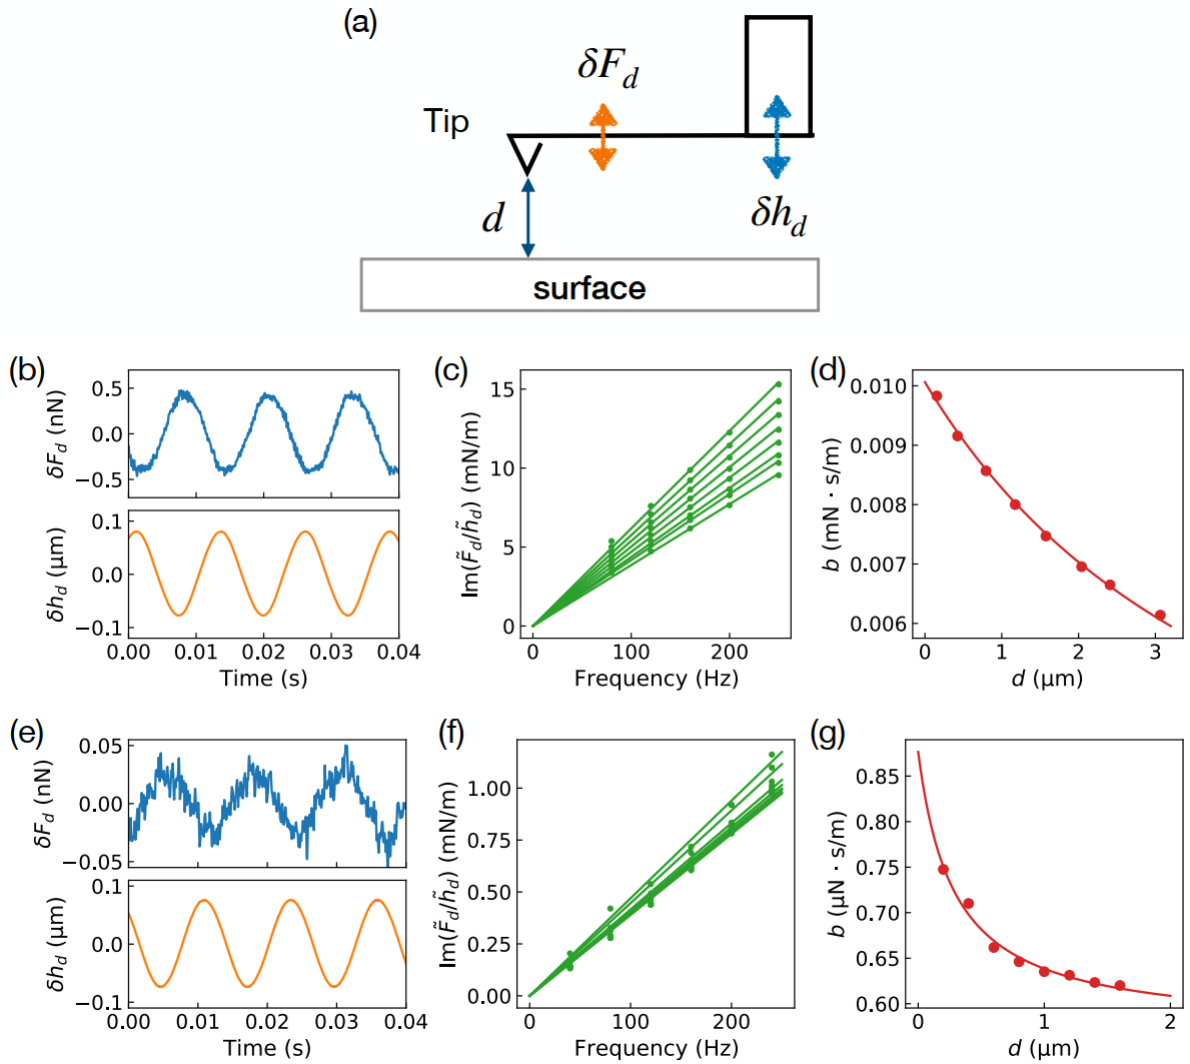 (a)
δF_d
Tip
d
δh_d
surface
(b)
δF_d (nN)
0.5
0.0
−0.5
δh_d (µm)
0.1
0.0
−0.1
0.00 0.01 0.02 0.03 0.04
Time (s)
(c)
Im(F̃_d/h̃_d) (mN/m)
15
10
5
0
0 100 200
Frequency (Hz)
(d)
b (mN · s/m)
0.010
0.009
0.008
0.007
0.006
0 1 2 3
d (µm)
(e)
δF_d (nN)
0.05
0.00
−0.05
δh_d (µm)
0.1
0.0
−0.1
0.00 0.01 0.02 0.03 0.04
Time (s)
(f)
Im(F̃_d/h̃_d) (mN/m)
1.00
0.75
0.50
0.25
0.00
0 100 200
Frequency (Hz)
(g)
b (µN · s/m)
0.85
0.80
0.75
0.70
0.65
0.60
0 1 2
d (µm)